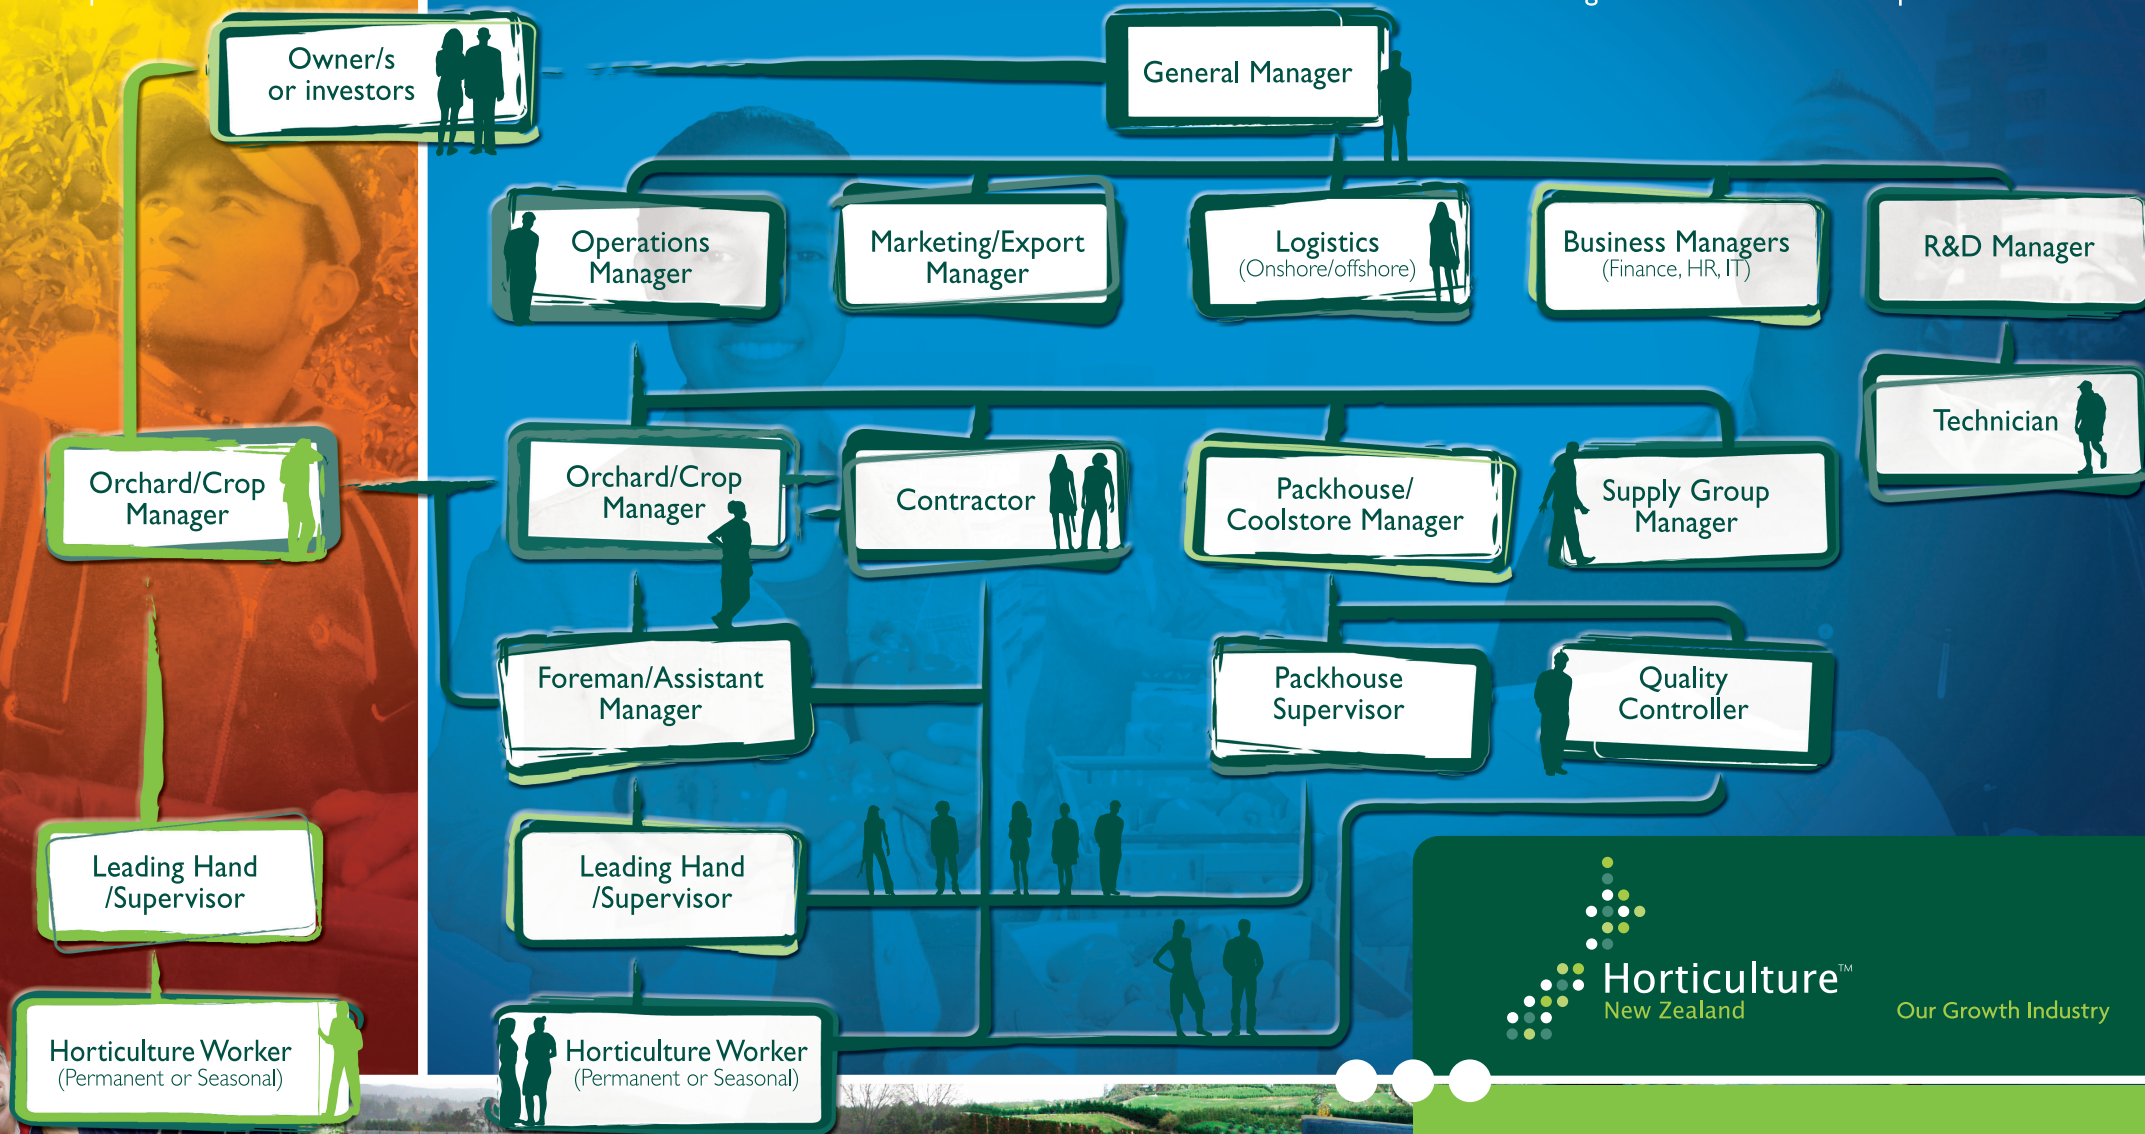 Owner/s
or investors
General Manager
Operations
Manager
Marketing/Export
Manager
Logistics
(Onshore/offshore)
Business Managers
(Finance, HR, IT)
R&D Manager
Technician
Orchard/Crop
Manager
Orchard/Crop
Manager
Contractor
Packhouse/
Coolstore Manager
Supply Group
Manager
Foreman/Assistant
Manager
Packhouse
Supervisor
Quality
Controller
Leading Hand
/Supervisor
Leading Hand
/Supervisor
Horticulture Worker
(Permanent or Seasonal)
Horticulture Worker
(Permanent or Seasonal)
Horticulture™
New Zealand
Our Growth Industry